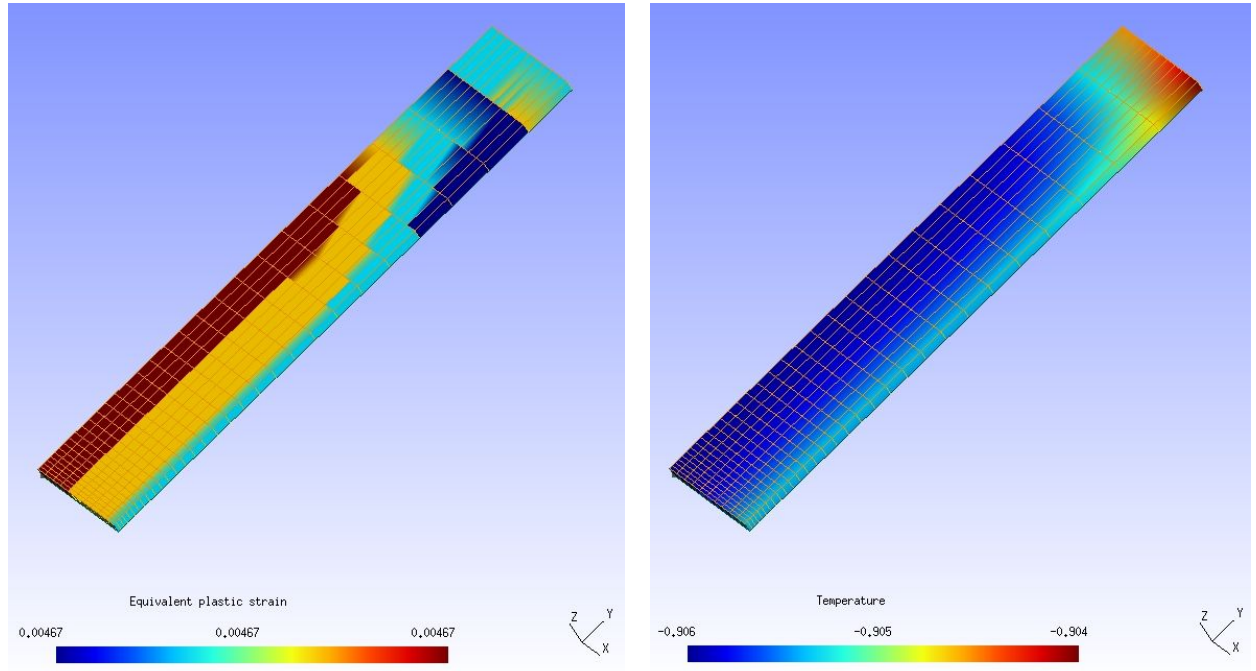 Equivalent plastic strain
0.00467 0.00467 0.00467
Z Y X
Temperature
-0.906 -0.905 -0.904
Z Y X